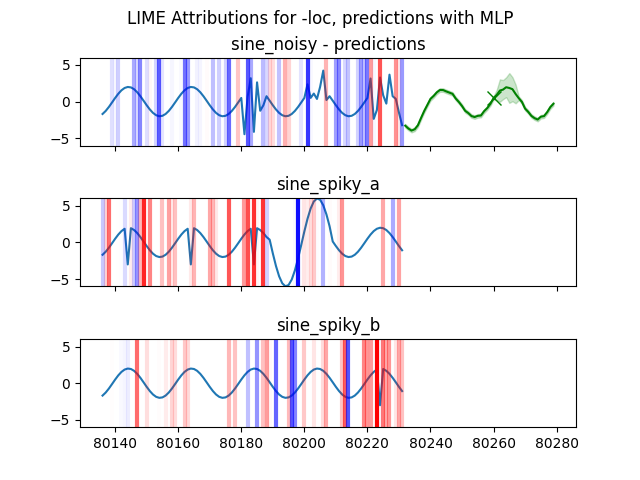 LIME Attributions for -loc, predictions with MLP
sine_noisy - predictions
5
0
−5
sine_spiky_a
5
0
−5
sine_spiky_b
5
0
−5
80140 80160 80180 80200 80220 80240 80260 80280